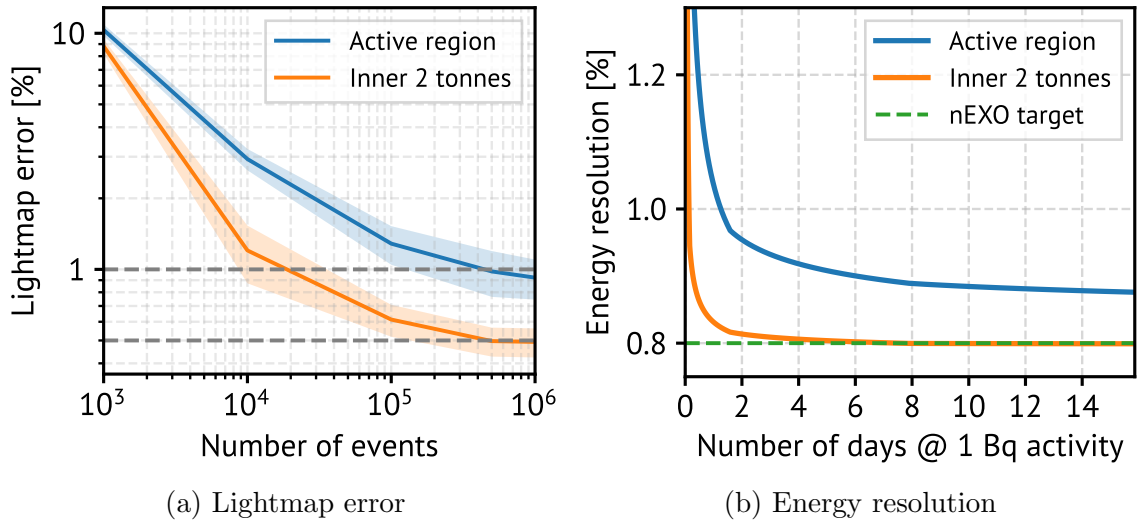 Lightmap error [%]
10
1
Active region
Inner 2 tonnes
10³ 10⁴ 10⁵ 10⁶
Number of events
(a) Lightmap error
Energy resolution [%]
1.2
1.0
0.8
Active region
Inner 2 tonnes
nEXO target
0 2 4 6 8 10 12 14
Number of days @ 1 Bq activity
(b) Energy resolution